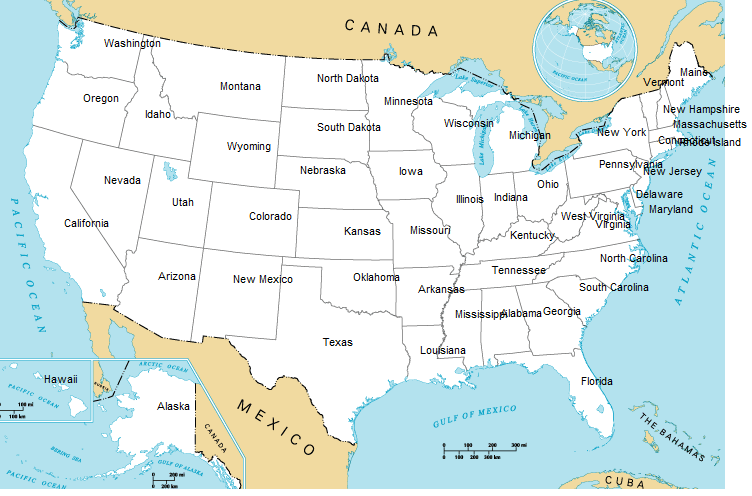 CANADA
Washington
Montana
North Dakota
Minnesota
Lake Superior
PACIFIC OCEAN
Maine
Vermont
Oregon
Idaho
Wyoming
South Dakota
Wisconsin
Lake Michigan
Michigan
New York
New Hampshire
Massachusetts
Connecticut
Rhode Island
Nevada
Utah
Colorado
Nebraska
Iowa
Illinois
Indiana
Ohio
Pennsylvania
New Jersey
Delaware
Maryland
West Virginia
Virginia
California
Kansas
Missouri
Kentucky
PACIFIC OCEAN
ATLANTIC OCEAN
Arizona
New Mexico
Oklahoma
Arkansas
Tennessee
North Carolina
South Carolina
Texas
Louisiana
Mississippi
Alabama
Georgia
Florida
Hawaii
PACIFIC OCEAN
100 mi
100 km
ARCTIC OCEAN
RUSSIA
Alaska
CANADA
BERING SEA
GULF OF ALASKA
PACIFIC OCEAN
0 200 mi
0 200 km
MEXICO
GULF OF MEXICO
0 100 200 300 mi
0 100 200 300 km
THE BAHAMAS
CUBA